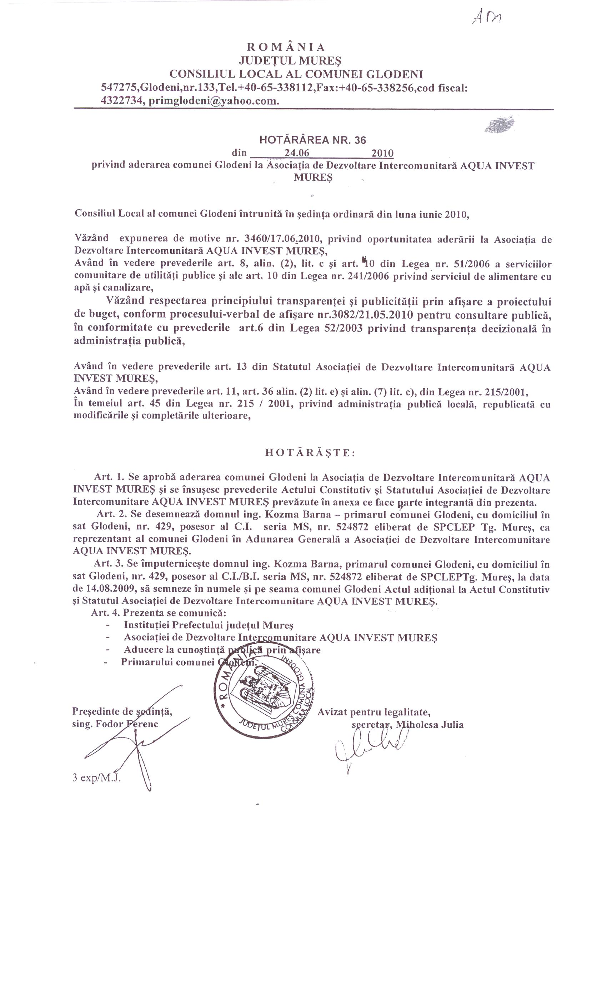 R O M Â N I A
JUDEŢUL MUREŞ
CONSILIUL LOCAL AL COMUNEI GLODENI
547275,Glodeni,nr.133,Tel.+40-65-338112,Fax:+40-65-338256,cod fiscal:
4322734, primglodeni@yahoo.com.
HOTĂRÂREA NR. 36
din 24.06 2010
privind aderarea comunei Glodeni la Asociaţia de Dezvoltare Intercomunitară AQUA INVEST
MUREŞ
Consiliul Local al comunei Glodeni întrunită în şedinţa ordinară din luna iunie 2010,
Văzând expunerea de motive nr. 3460/17.06.2010, privind oportunitatea aderării la Asociaţia de
Dezvoltare Intercomunitară AQUA INVEST MUREŞ,
Având în vedere prevederile art. 8, alin. (2), lit. c şi art. 10 din Legea nr. 51/2006 a serviciilor
comunitare de utilităţi publice şi ale art. 10 din Legea nr. 241/2006 privind serviciul de alimentare cu
apă şi canalizare,
Văzând respectarea principiului transparenţei şi publicităţii prin afişare a proiectului
de buget, conform procesului-verbal de afişare nr.3082/21.05.2010 pentru consultare publică,
în conformitate cu prevederile art.6 din Legea 52/2003 privind transparenţa decizională în
administraţia publică,
Având în vedere prevederile art. 13 din Statutul Asociaţiei de Dezvoltare Intercomunitară AQUA
INVEST MUREŞ,
Având în vedere prevederile art. 11, art. 36 alin. (2) lit. e) şi alin. (7) lit. c), din Legea nr. 215/2001,
În temeiul art. 45 din Legea nr. 215 / 2001, privind administraţia publică locală, republicată cu
modificările şi completările ulterioare,
H O T Ă R Ă Ş T E :
Art. 1. Se aprobă aderarea comunei Glodeni la Asociaţia de Dezvoltare Intercomunitară AQUA
INVEST MUREŞ şi se însuşesc prevederile Actului Constitutiv şi Statutului Asociaţiei de Dezvoltare
Intercomunitare AQUA INVEST MUREŞ prevăzute în anexa ce face parte integrantă din prezenta.
Art. 2. Se desemnează domnul ing. Kozma Barna – primarul comunei Glodeni, cu domiciliul în
sat Glodeni, nr. 429, posesor al C.I. seria MS, nr. 524872 eliberat de SPCLEP Tg. Mureş, ca
reprezentant al comunei Glodeni în Adunarea Generală a Asociaţiei de Dezvoltare Intercomunitare
AQUA INVEST MUREŞ.
Art. 3. Se împuterniceşte domnul ing. Kozma Barna, primarul comunei Glodeni, cu domiciliul în
sat Glodeni, nr. 429, posesor al C.I./B.I. seria MS, nr. 524872 eliberat de SPCLEPTg. Mureş, la data
de 14.08.2009, să semneze în numele şi pe seama comunei Glodeni Actul adiţional la Actul Constitutiv
şi Statutul Asociaţiei de Dezvoltare Intercomunitare AQUA INVEST MUREŞ.
Art. 4. Prezenta se comunică:
- Instituţiei Prefectului judeţul Mureş
- Asociaţiei de Dezvoltare Intercomunitare AQUA INVEST MUREŞ
- Aducere la cunoştinţă publică prin afişare
- Primarului comunei Glodeni.
* ROMÂNIA *
JUDEŢUL MUREŞ COMUNA GLODENI
CONSILIUL LOCAL
Preşedinte de şedinţă, Avizat pentru legalitate,
sing. Fodor Ferenc secretar, Miholcsa Julia
3 exp/M.J.